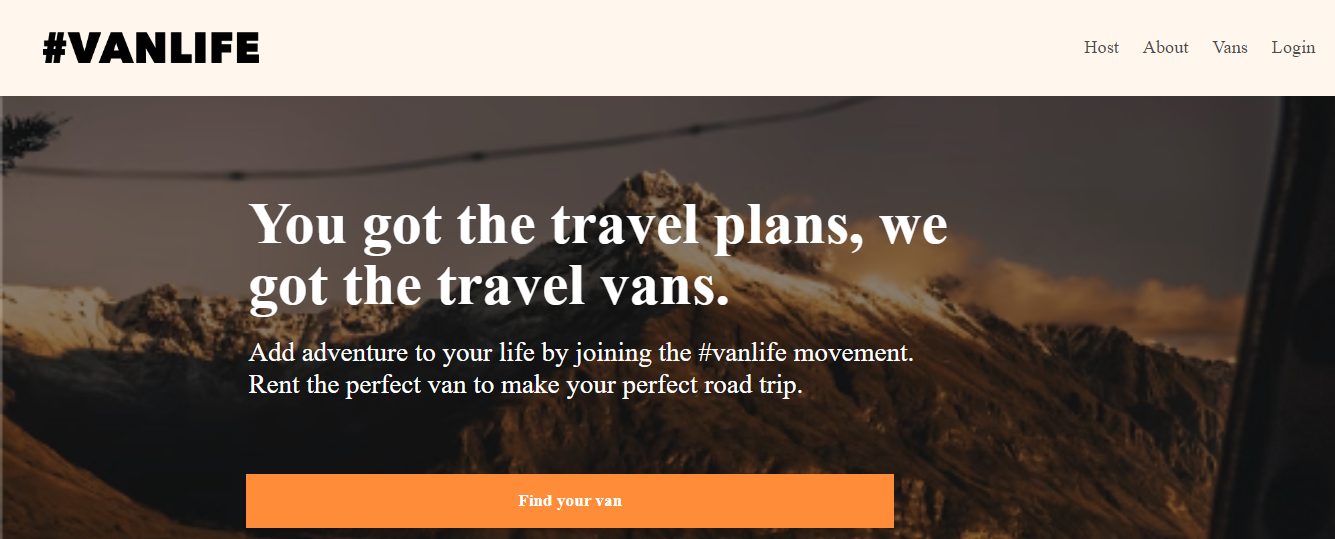 #VANLIFE
Host About Vans Login
You got the travel plans, we
got the travel vans.
Add adventure to your life by joining the #vanlife movement.
Rent the perfect van to make your perfect road trip.
Find your van